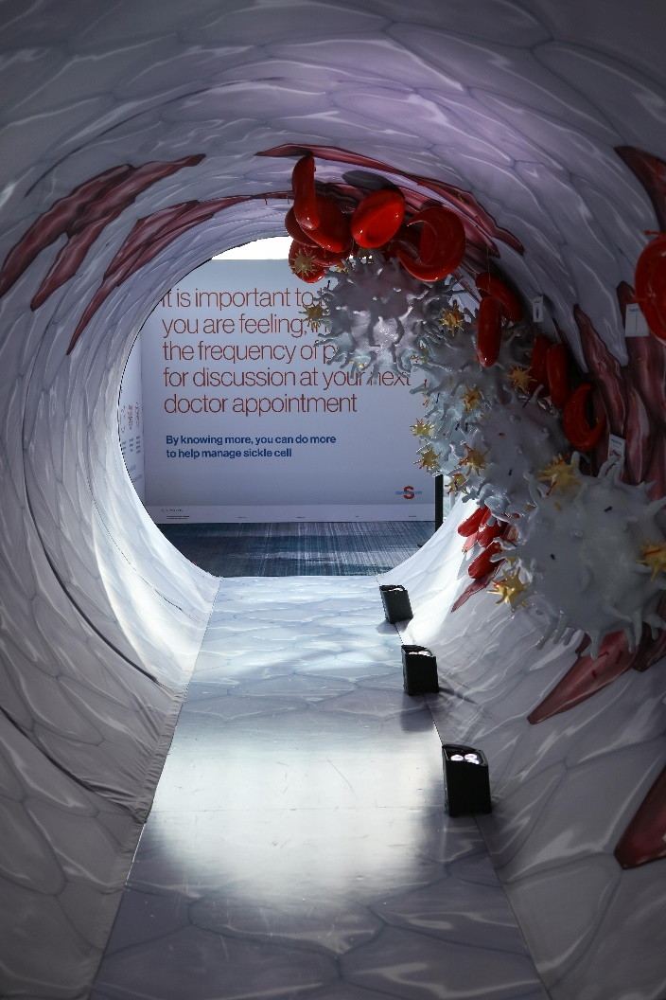 It is important to
you are feeling,
the frequency of p
for discussion at your next
doctor appointment
By knowing more, you can do more
to help manage sickle cell